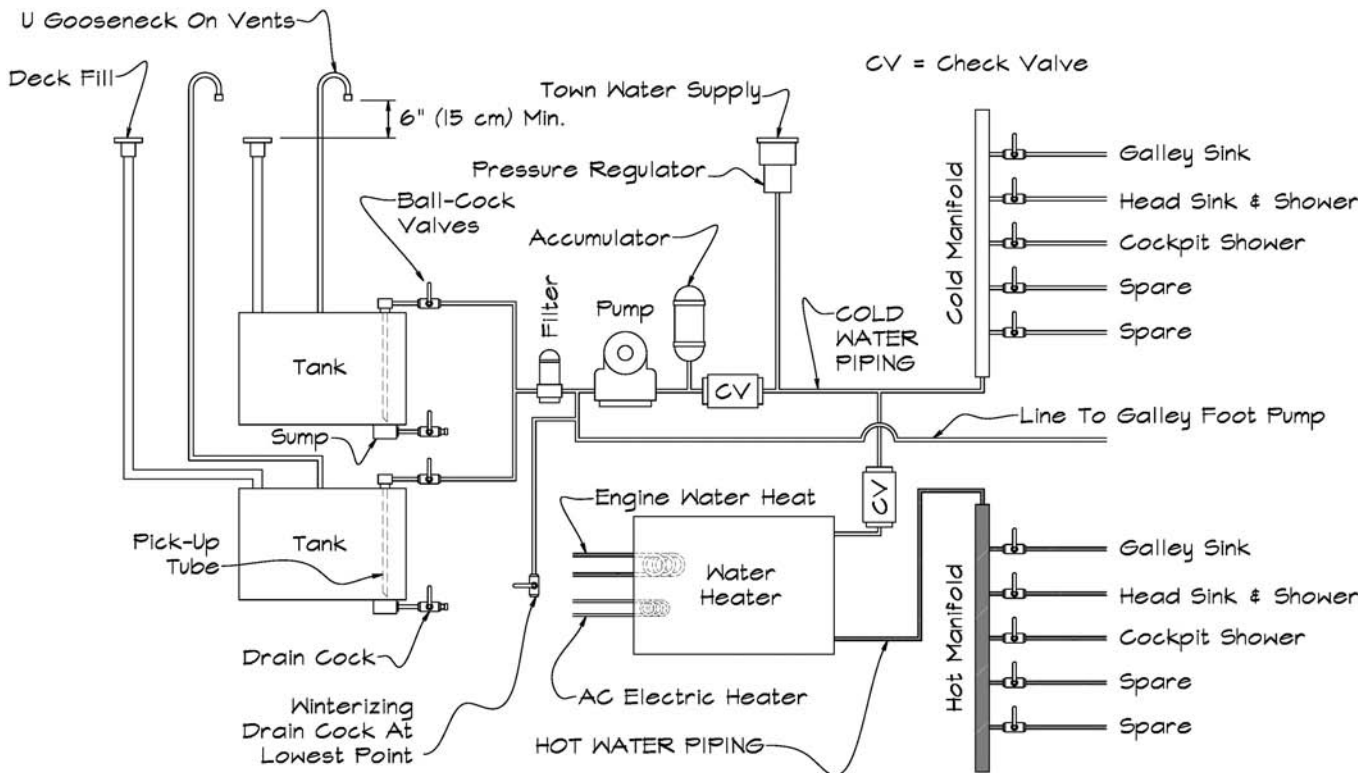 U Gooseneck On Vents
Deck Fill
6" (15 cm) Min.
Town Water Supply
CV = Check Valve
Pressure Regulator
Ball-Cock
Valves
Accumulator
Filter
Pump
Tank
CV
COLD
WATER
PIPING
Cold Manifold
Galley Sink
Head Sink & Shower
Cockpit Shower
Spare
Spare
Line To Galley Foot Pump
Sump
Tank
Pick-Up
Tube
Drain Cock
Winterizing
Drain Cock At
Lowest Point
Engine Water Heat
CV
Water
Heater
AC Electric Heater
HOT WATER PIPING
Hot Manifold
Galley Sink
Head Sink & Shower
Cockpit Shower
Spare
Spare